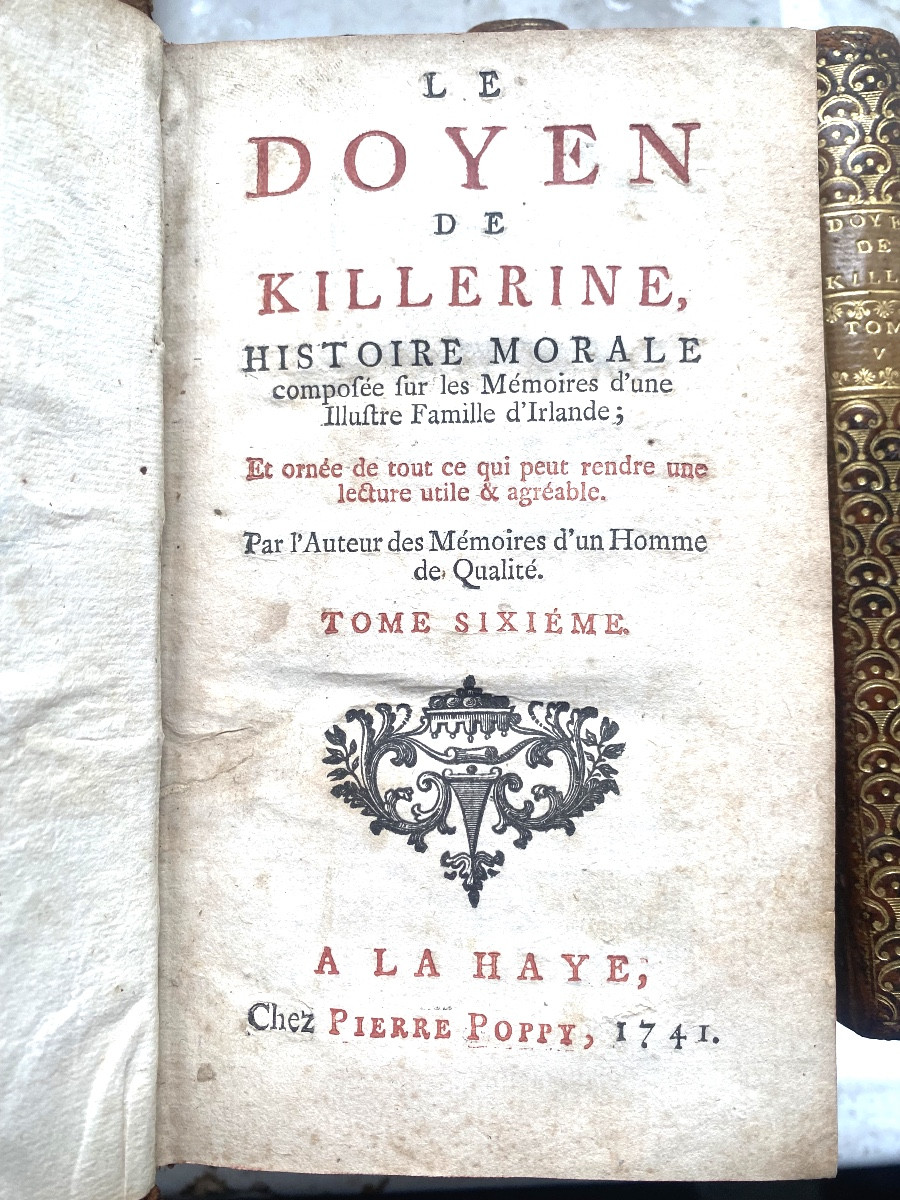 LE
DOYEN
DE
KILLERINE,
HISTOIRE MORALE
compoſée ſur les Mémoires d'une
Illuſtre Famille d'Irlande;
Et ornée de tout ce qui peut rendre une
lecture utile & agréable.
Par l'Auteur des Mémoires d'un Homme
de Qualité.
TOME SIXIÉME.
A LA HAYE,
Chez PIERRE POPPY, 1741.
DOYE
DE
KILL
TOM
V